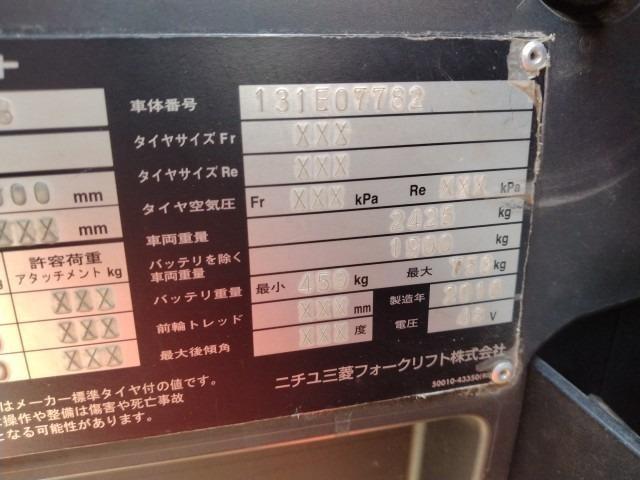 車体番号 131E07762
タイヤサイズ Fr XXX
タイヤサイズ Re XXX
000 mm タイヤ空気圧 Fr XXX kPa Re XXX kPa
XXX mm 車両重量 2425 kg
許容荷重 アタッチメント kg バッテリを除く車両重量 kg
XXX バッテリ重量 最小 450 kg 最大 kg
XXX 前輪トレッド XXX mm 製造年
XXX 最大後傾角 XXX 度 電圧 48 V
ニチユ三菱フォークリフト株式会社
はメーカー標準タイヤ付の値です。
操作や整備は傷害や死亡事故
となる可能性があります。